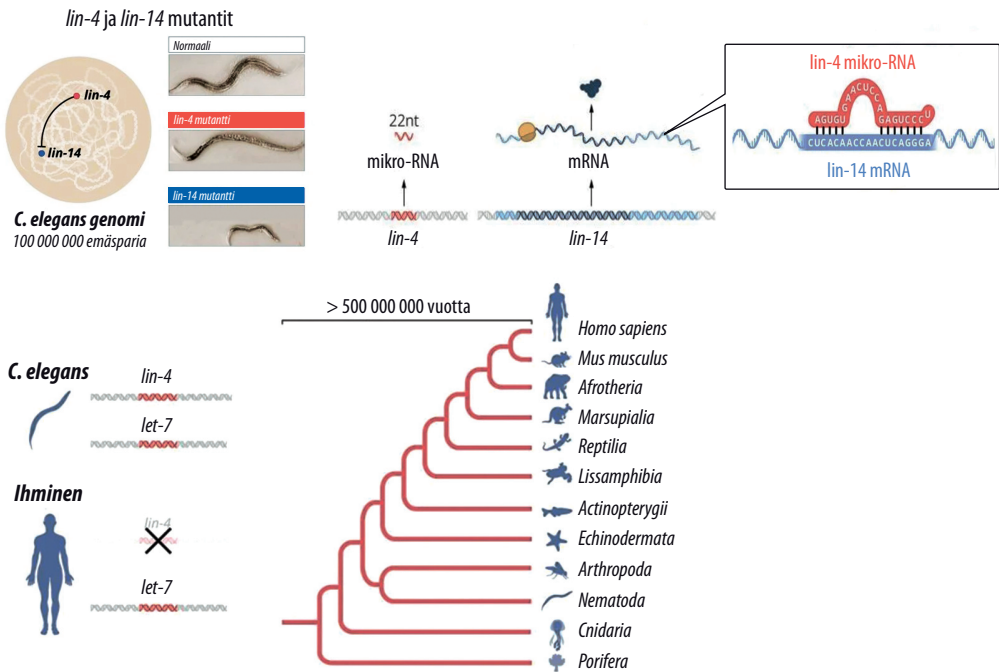 lin-4 ja lin-14 mutantit
lin-4
lin-14
C. elegans genomi
100 000 000 emäsparia
Normaali
lin-4 mutantti
lin-14 mutantti
22nt
mikro-RNA
lin-4
mRNA
lin-14
lin-4 mikro-RNA
AGUGUGAACUCCAGAGUCCCU
CUCACAACCAACUCAGGGA
lin-14 mRNA
> 500 000 000 vuotta
C. elegans
lin-4
let-7
Ihminen
lin-4
let-7
Homo sapiens
Mus musculus
Afrotheria
Marsupialia
Reptilia
Lissamphibia
Actinopterygii
Echinodermata
Arthropoda
Nematoda
Cnidaria
Porifera